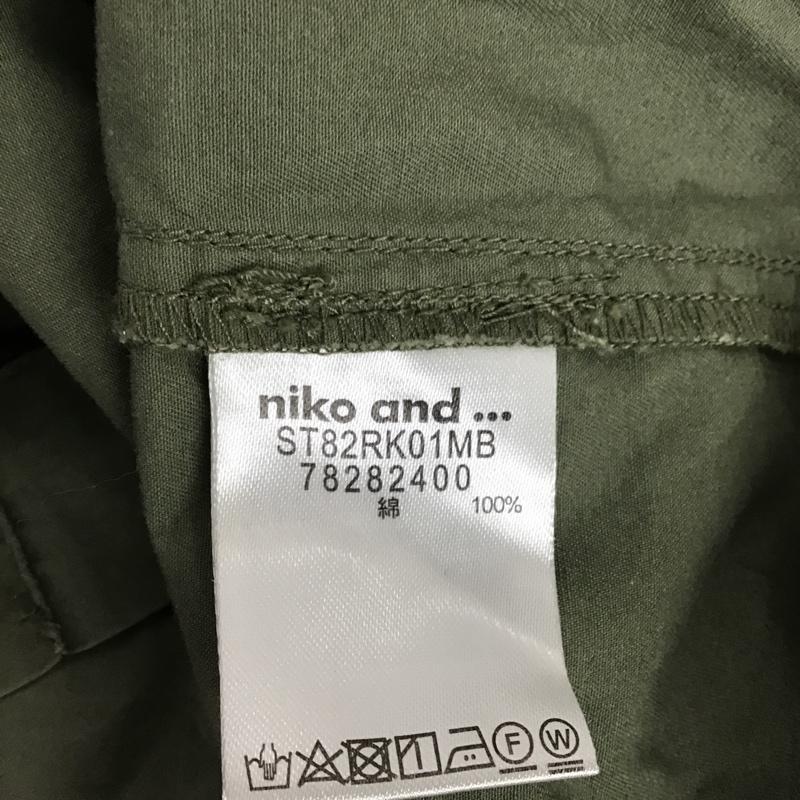 niko and ...
ST82RK01MB
78282400
綿 100%
F W